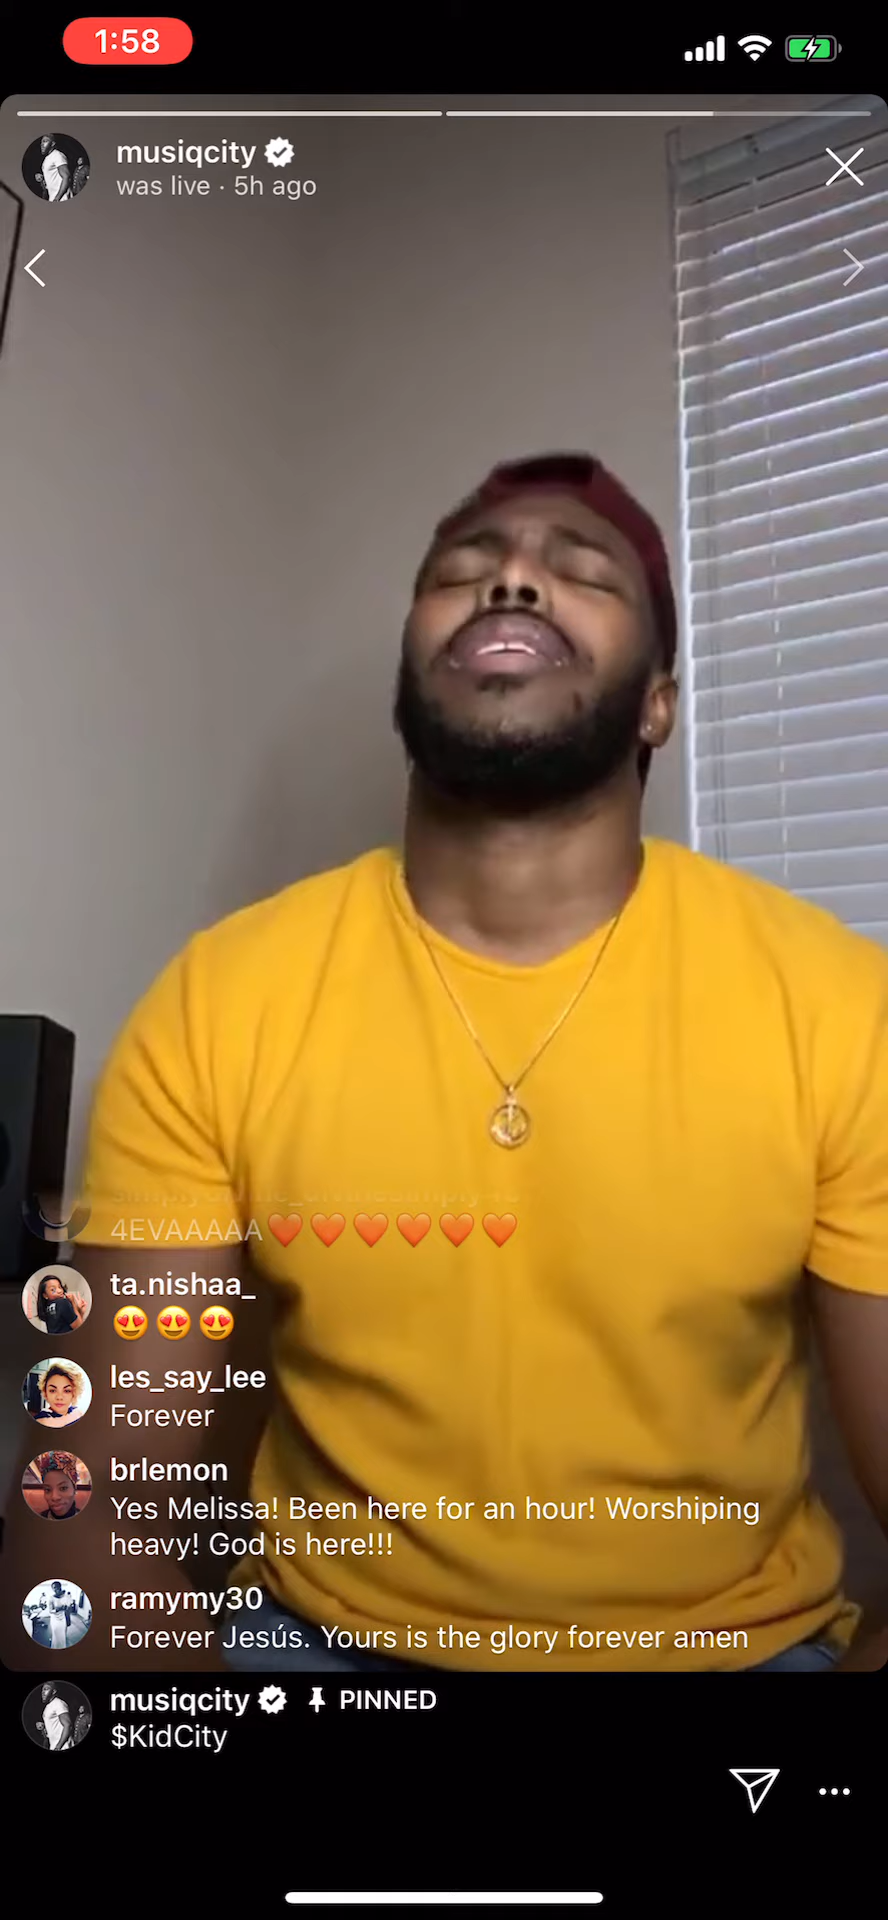 1:58
musiqcity
was live · 5h ago
4EVAAAAA❤️❤️❤️❤️❤️❤️
ta.nishaa_
😍😍😍
les_say_lee
Forever
brlemon
Yes Melissa! Been here for an hour! Worshiping
heavy! God is here!!!
ramymy30
Forever Jesús. Yours is the glory forever amen
musiqcity PINNED
$KidCity